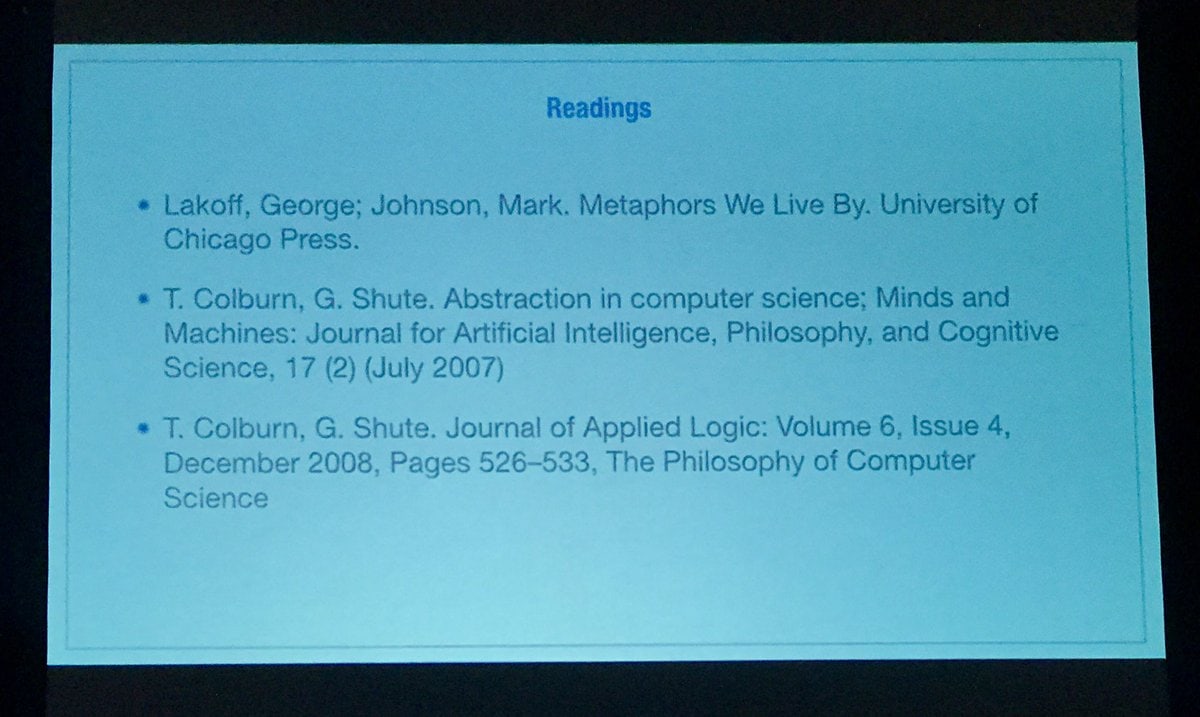 Readings
• Lakoff, George; Johnson, Mark. Metaphors We Live By. University of
Chicago Press.
• T. Colburn, G. Shute. Abstraction in computer science; Minds and
Machines: Journal for Artificial Intelligence, Philosophy, and Cognitive
Science, 17 (2) (July 2007)
• T. Colburn, G. Shute. Journal of Applied Logic: Volume 6, Issue 4,
December 2008, Pages 526–533, The Philosophy of Computer
Science